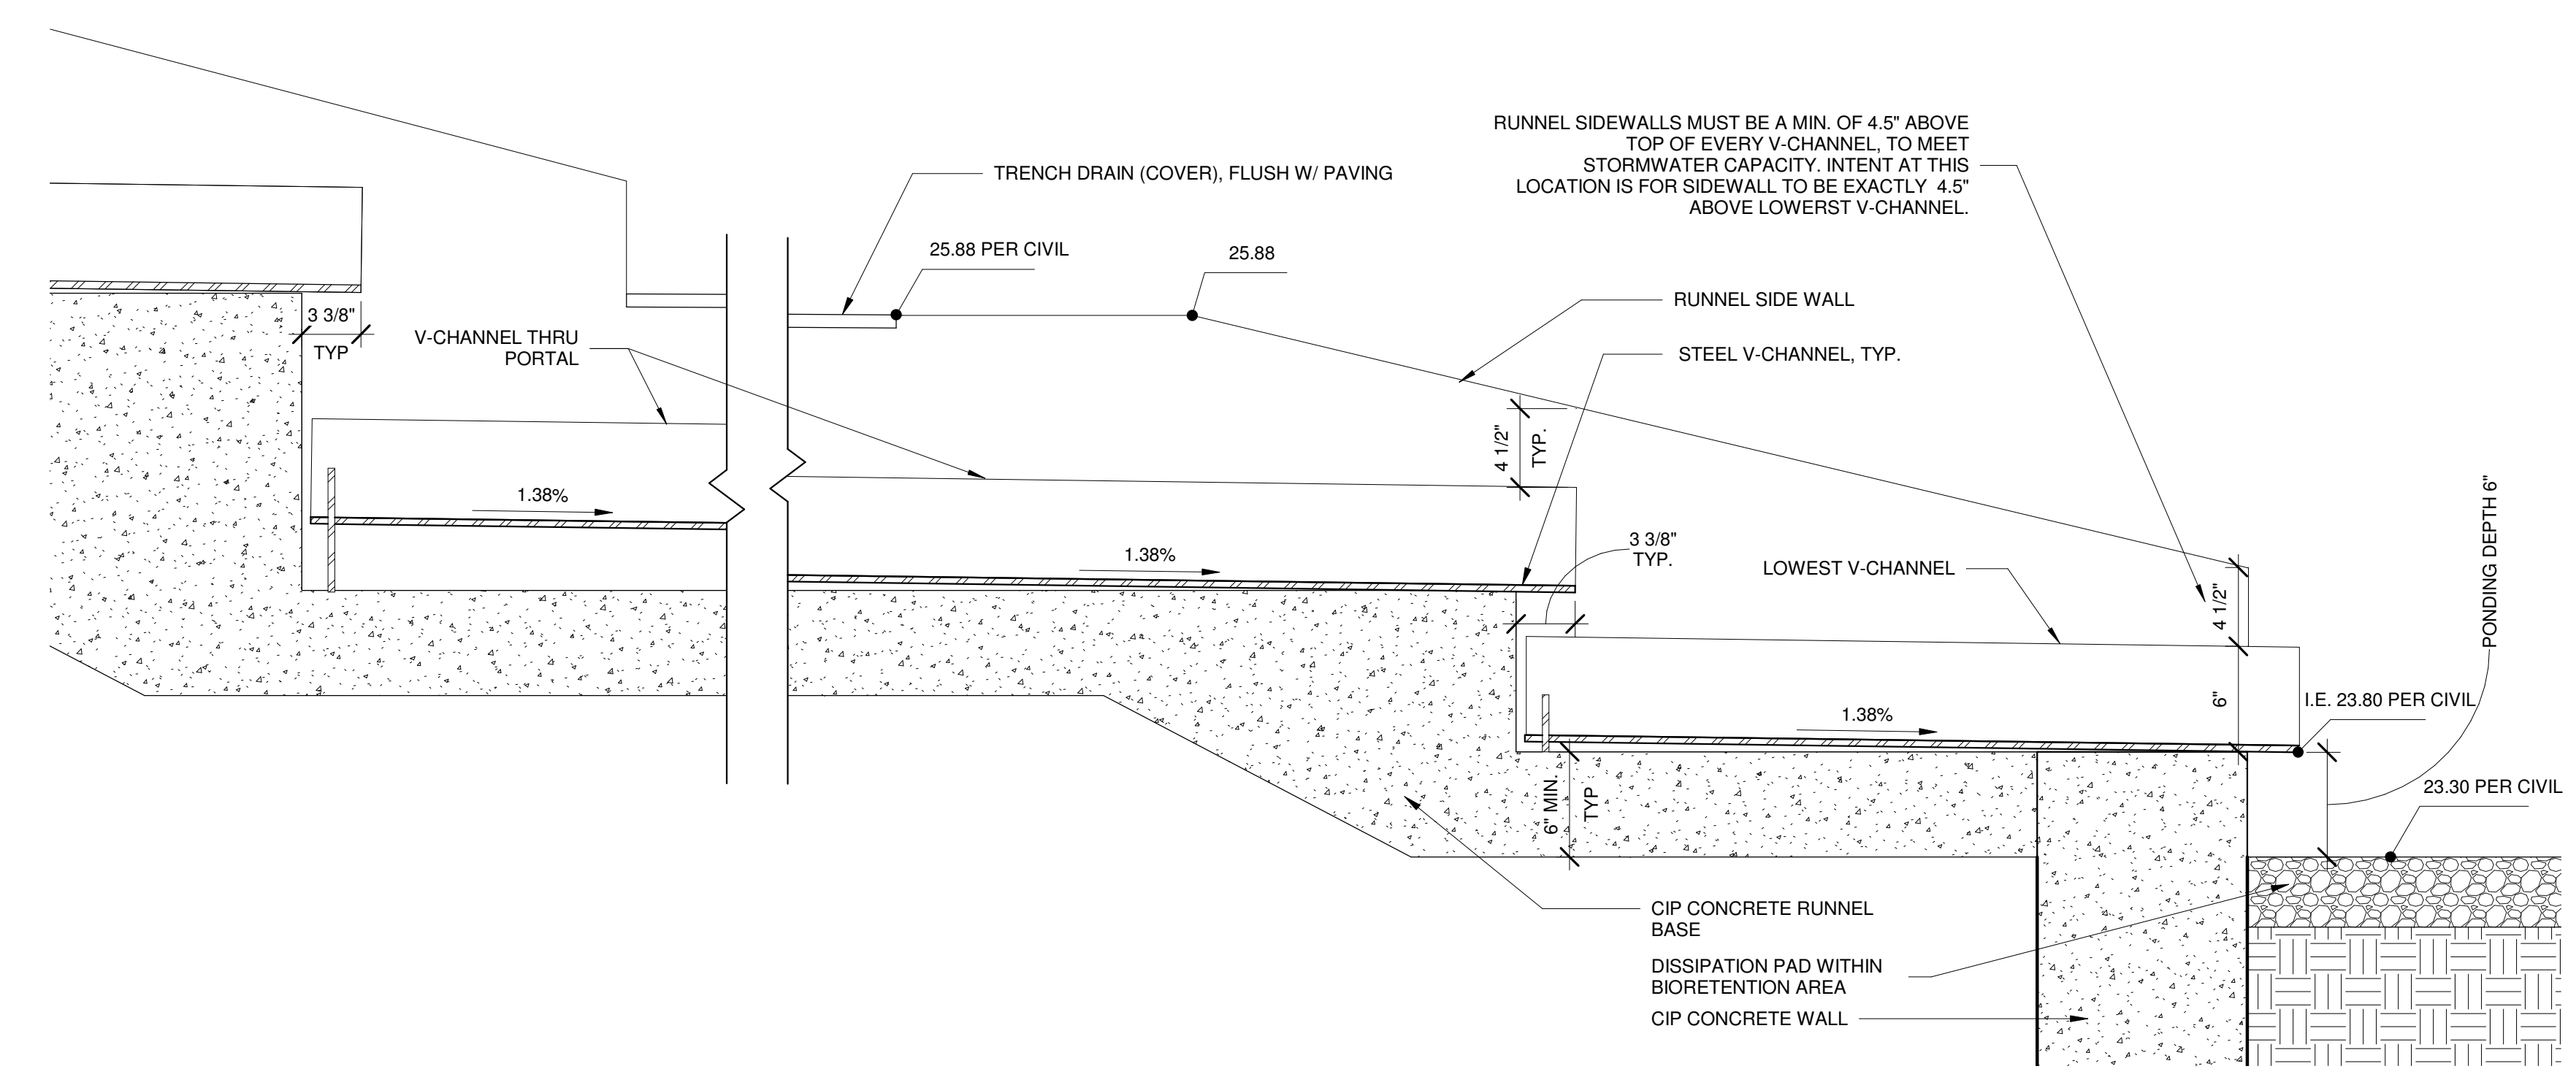 RUNNEL SIDEWALLS MUST BE A MIN. OF 4.5" ABOVE
TOP OF EVERY V-CHANNEL, TO MEET
STORMWATER CAPACITY. INTENT AT THIS
LOCATION IS FOR SIDEWALL TO BE EXACTLY 4.5"
ABOVE LOWERST V-CHANNEL.
TRENCH DRAIN (COVER), FLUSH W/ PAVING
25.88 PER CIVIL
25.88
RUNNEL SIDE WALL
3 3/8"
TYP
V-CHANNEL THRU
PORTAL
STEEL V-CHANNEL, TYP.
4 1/2"
TYP.
1.38%
1.38%
3 3/8"
TYP.
LOWEST V-CHANNEL
4 1/2"
PONDING DEPTH 6"
6"
I.E. 23.80 PER CIVIL
1.38%
6" MIN.
TYP
23.30 PER CIVIL
CIP CONCRETE RUNNEL
BASE
DISSIPATION PAD WITHIN
BIORETENTION AREA
CIP CONCRETE WALL